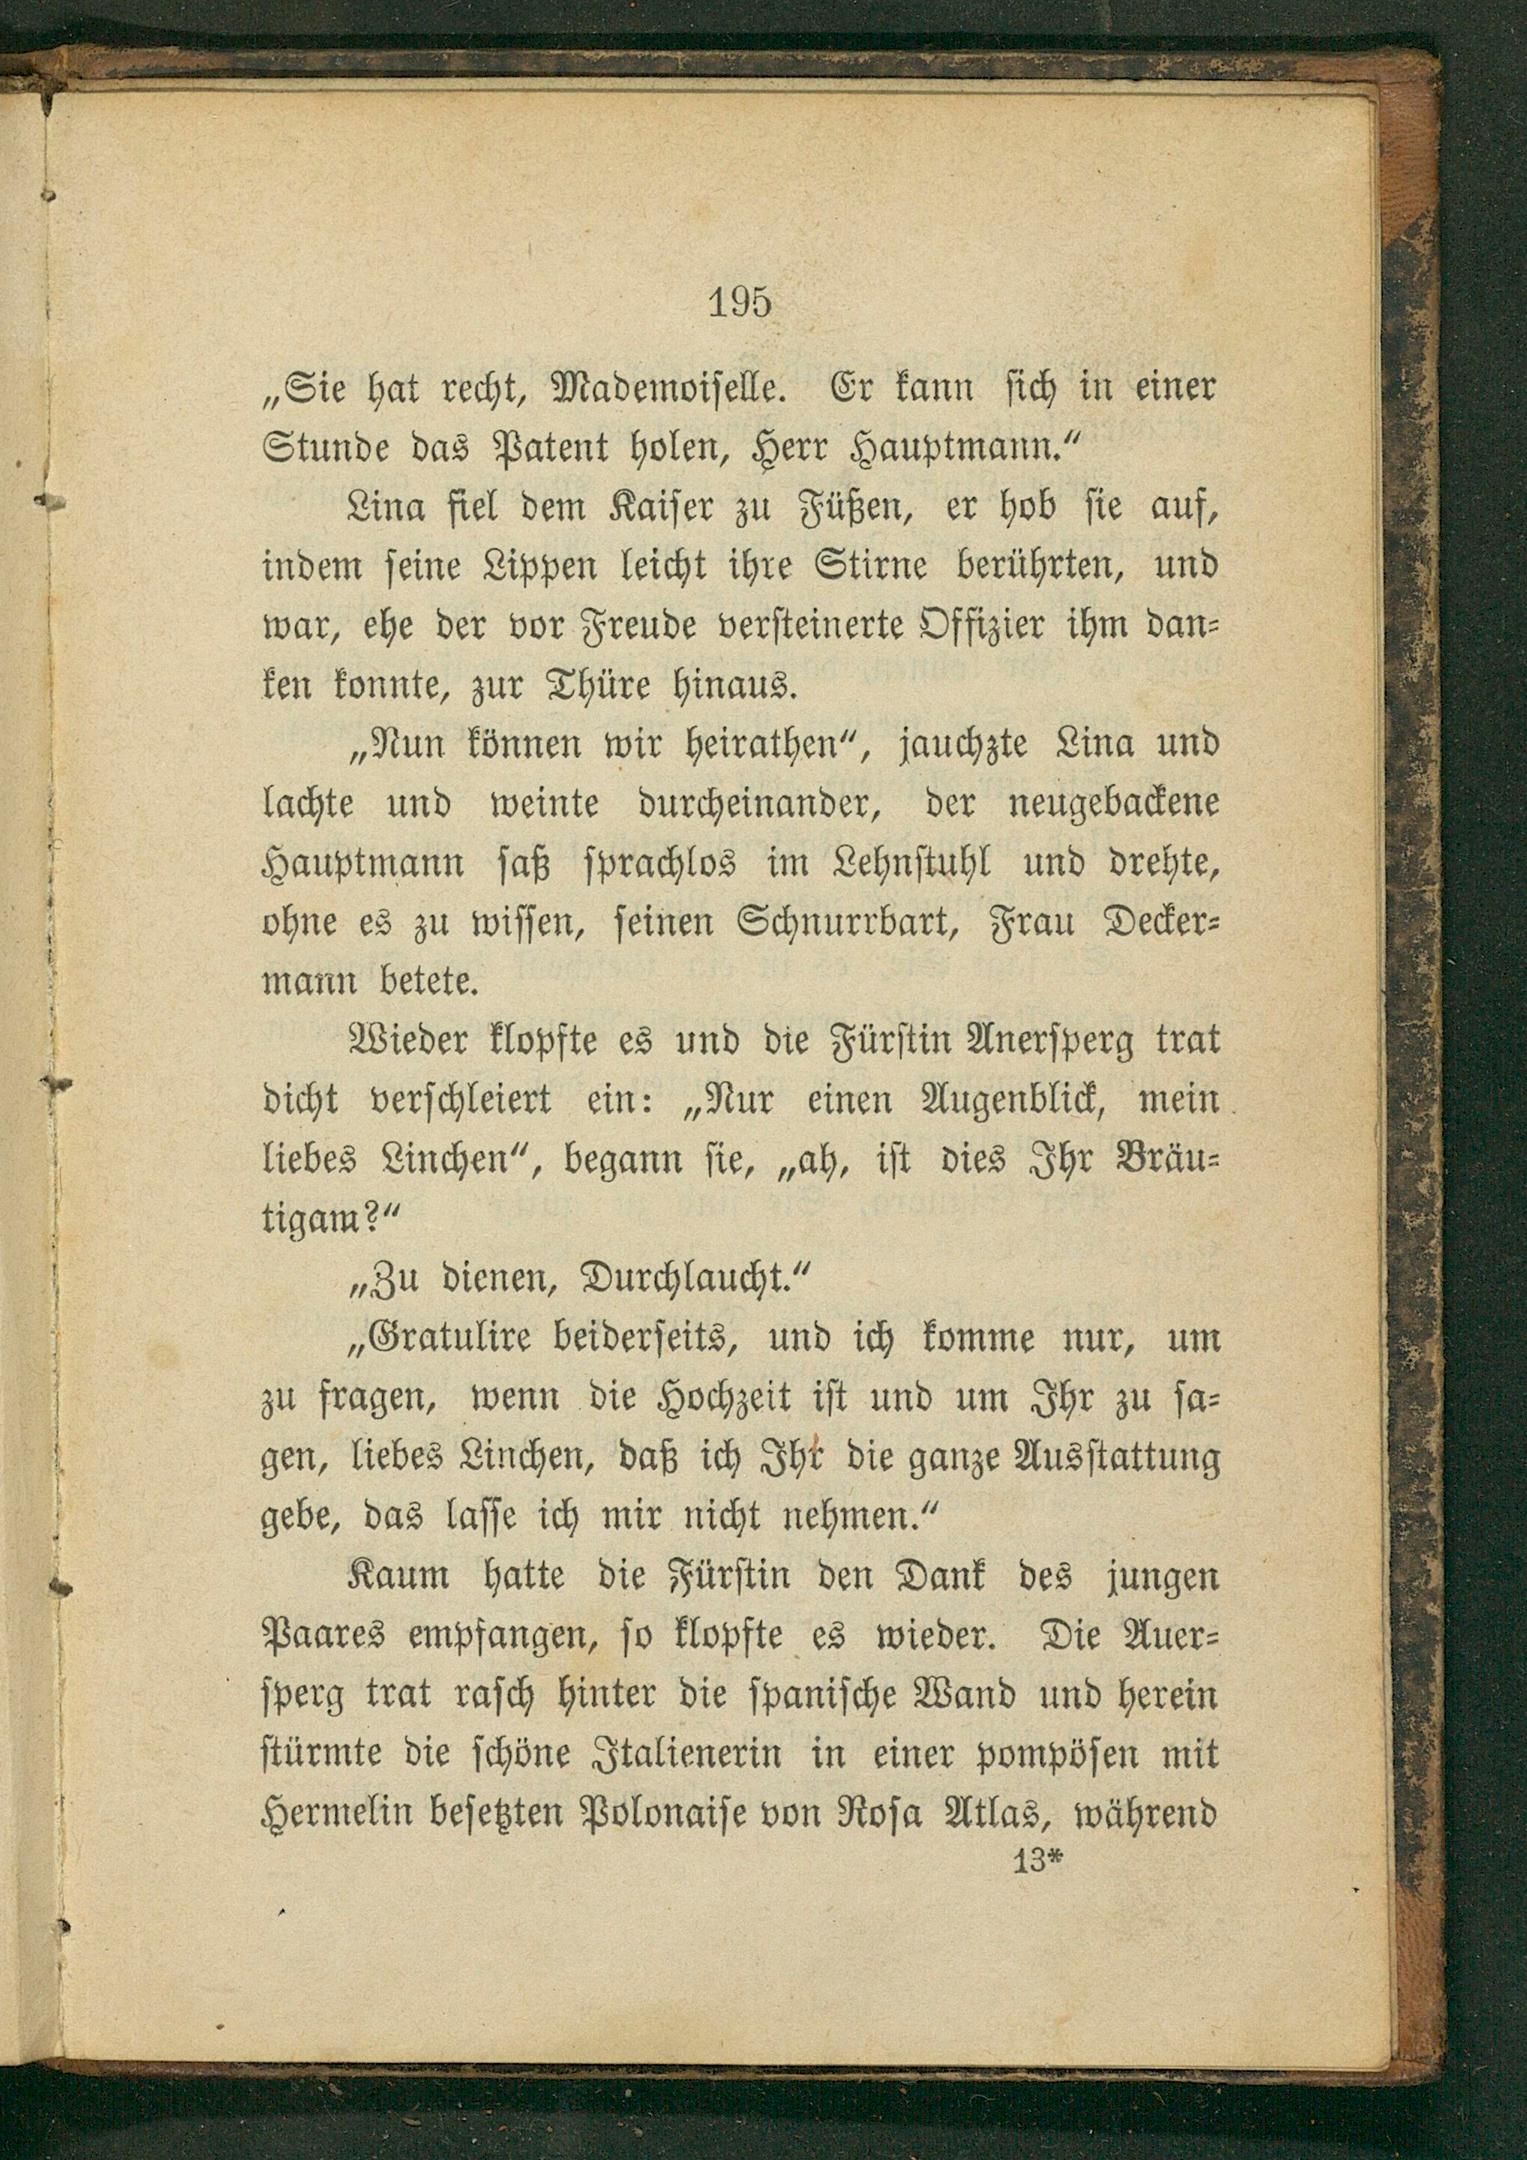 195
„Sie hat recht, Mademoiselle. Er kann sich in einer
Stunde das Patent holen, Herr Hauptmann.“
Lina fiel dem Kaiser zu Füßen, er hob sie auf,
indem seine Lippen leicht ihre Stirne berührten, und
war, ehe der vor Freude versteinerte Offizier ihm dan-
ken konnte, zur Thüre hinaus.
„Nun können wir heirathen“, jauchzte Lina und
lachte und weinte durcheinander, der neugebackene
Hauptmann saß sprachlos im Lehnstuhl und drehte,
ohne es zu wissen, seinen Schnurrbart, Frau Decker-
mann betete.
Wieder klopfte es und die Fürstin Anersperg trat
dicht verschleiert ein: „Nur einen Augenblick, mein
liebes Linchen“, begann sie, „ah, ist dies Ihr Bräu-
tigam?“
„Zu dienen, Durchlaucht.“
„Gratulire beiderseits, und ich komme nur, um
zu fragen, wenn die Hochzeit ist und um Ihr zu sa-
gen, liebes Linchen, daß ich Ihr die ganze Ausstattung
gebe, das lasse ich mir nicht nehmen.“
Kaum hatte die Fürstin den Dank des jungen
Paares empfangen, so klopfte es wieder. Die Auer-
sperg trat rasch hinter die spanische Wand und herein
stürmte die schöne Italienerin in einer pompösen mit
Hermelin besetzten Polonaise von Rosa Atlas, während
13*